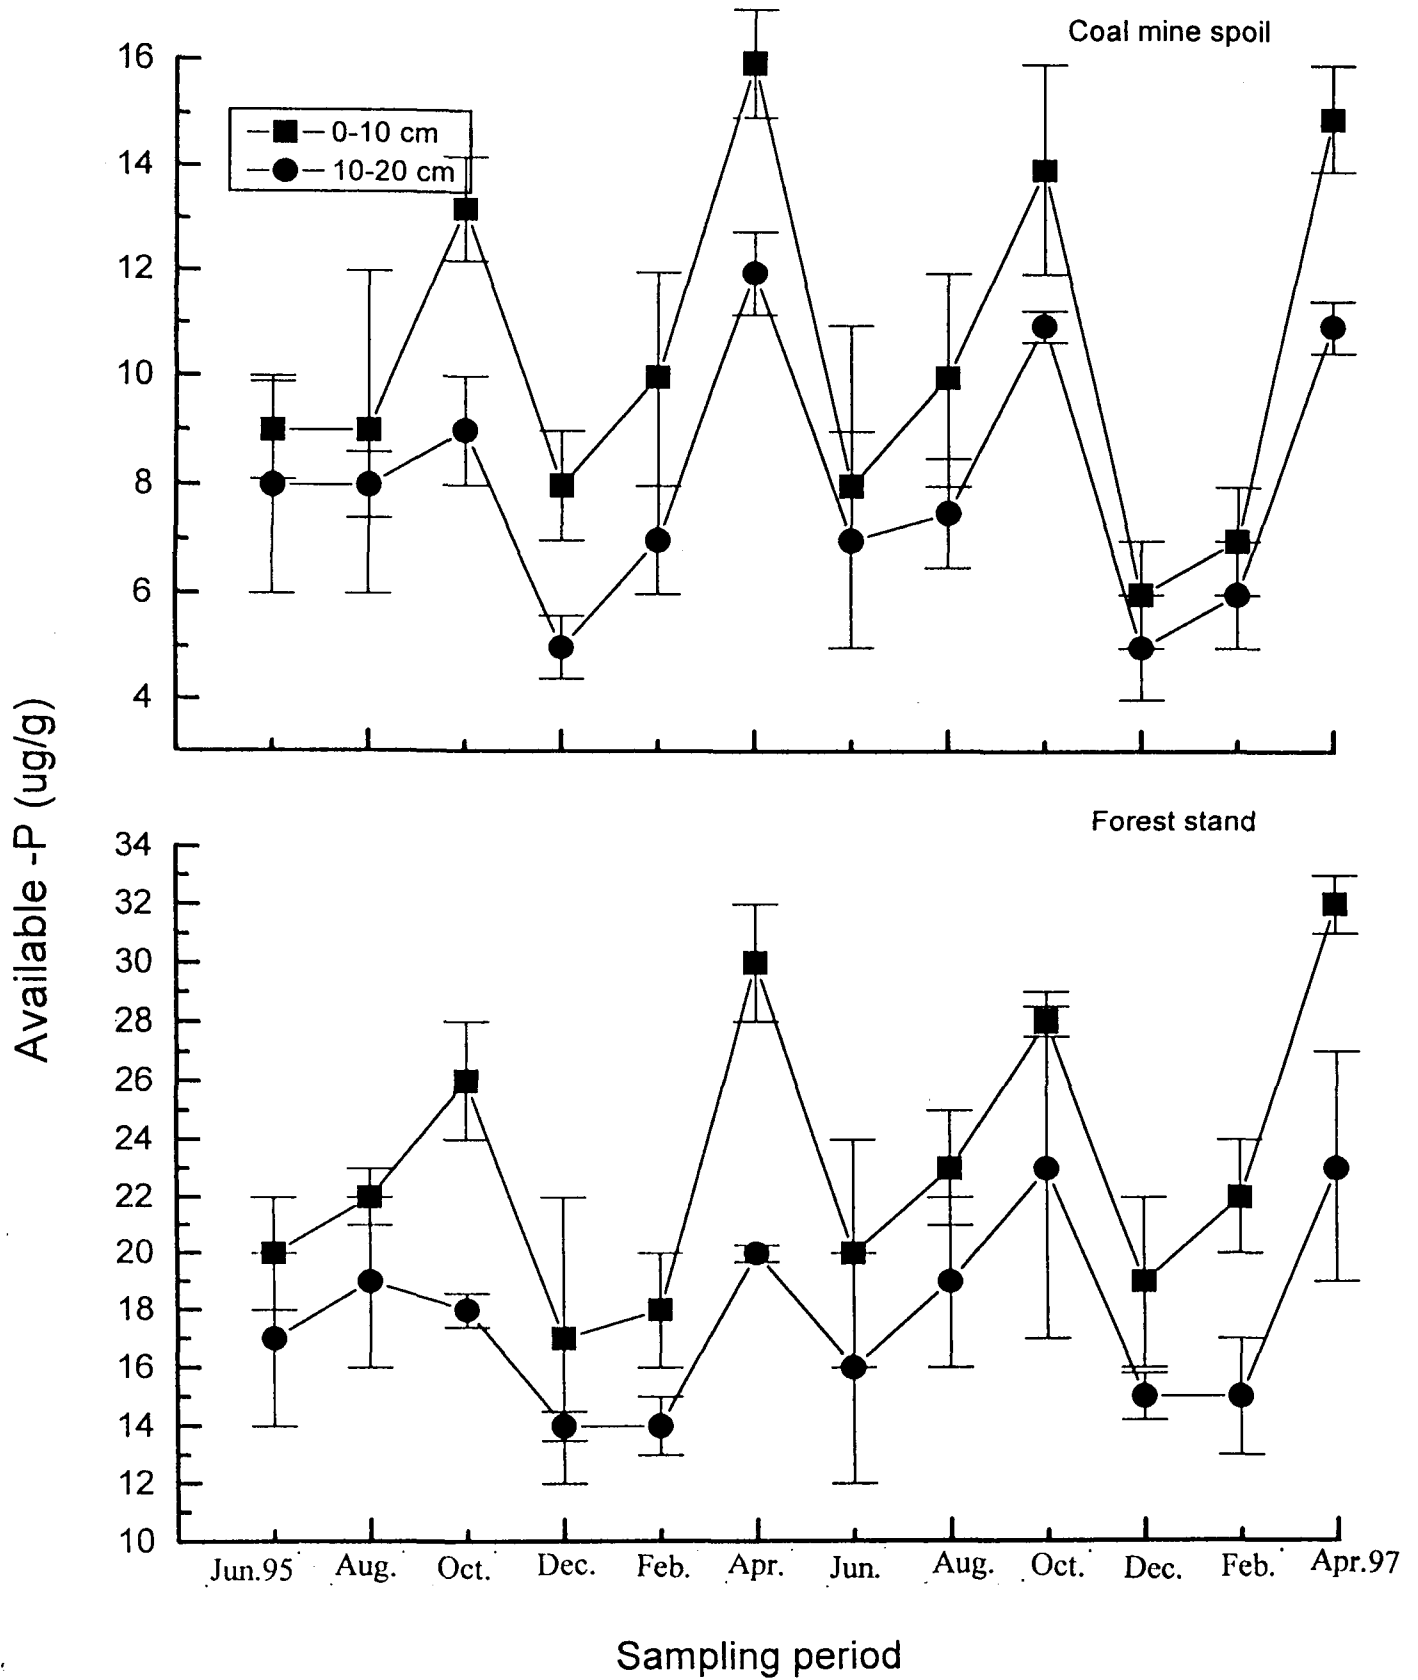 Coal mine spoil
16
0-10 cm
14
10-20 cm
12
10
8
6
4
Available -P (ug/g)
Forest stand
34
32
30
28
26
24
22
20
18
16
14
12
10
Jun.95 Aug. Oct. Dec. Feb. Apr. Jun. Aug. Oct. Dec. Feb. Apr.97
Sampling period